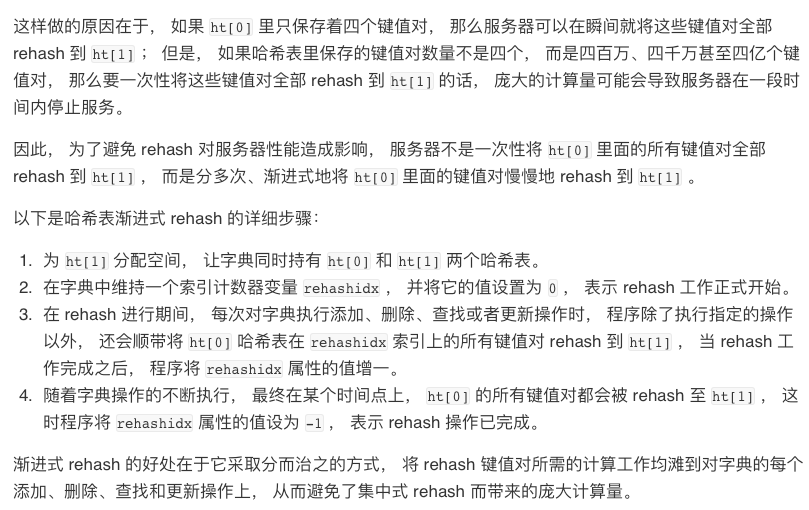 这样做的原因在于， 如果 ht[0] 里只保存着四个键值对， 那么服务器可以在瞬间就将这些键值对全部
rehash 到 ht[1] ； 但是， 如果哈希表里保存的键值对数量不是四个， 而是四百万、四千万甚至四亿个键
值对， 那么要一次性将这些键值对全部 rehash 到 ht[1] 的话， 庞大的计算量可能会导致服务器在一段时
间内停止服务。
因此， 为了避免 rehash 对服务器性能造成影响， 服务器不是一次性将 ht[0] 里面的所有键值对全部
rehash 到 ht[1] ， 而是分多次、渐进式地将 ht[0] 里面的键值对慢慢地 rehash 到 ht[1] 。
以下是哈希表渐进式 rehash 的详细步骤：
1. 为 ht[1] 分配空间， 让字典同时持有 ht[0] 和 ht[1] 两个哈希表。
2. 在字典中维持一个索引计数器变量 rehashidx ， 并将它的值设置为 0 ， 表示 rehash 工作正式开始。
3. 在 rehash 进行期间， 每次对字典执行添加、删除、查找或者更新操作时， 程序除了执行指定的操作
以外， 还会顺带将 ht[0] 哈希表在 rehashidx 索引上的所有键值对 rehash 到 ht[1] ， 当 rehash 工
作完成之后， 程序将 rehashidx 属性的值增一。
4. 随着字典操作的不断执行， 最终在某个时间点上， ht[0] 的所有键值对都会被 rehash 至 ht[1] ， 这
时程序将 rehashidx 属性的值设为 -1 ， 表示 rehash 操作已完成。
渐进式 rehash 的好处在于它采取分而治之的方式， 将 rehash 键值对所需的计算工作均滩到对字典的每个
添加、删除、查找和更新操作上， 从而避免了集中式 rehash 而带来的庞大计算量。